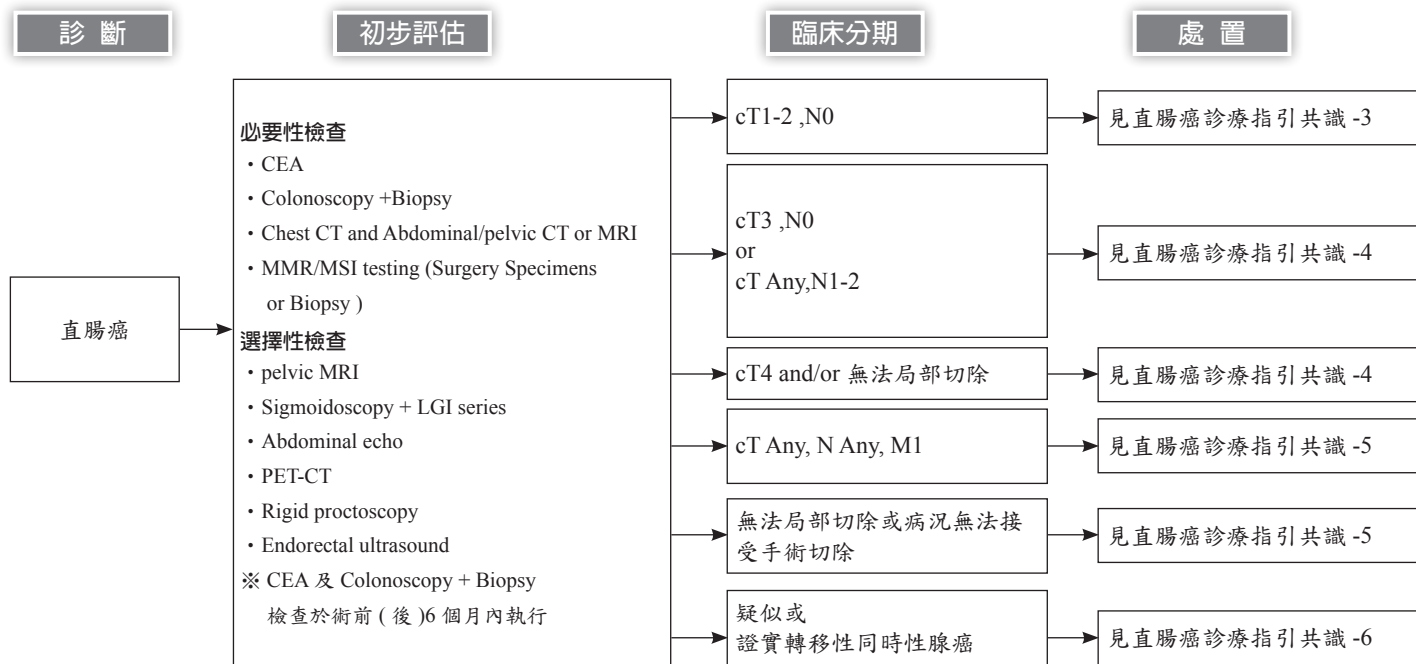 診 斷
初步評估
臨床分期
處 置
直腸癌
必要性檢查
・CEA
・Colonoscopy +Biopsy
・Chest CT and Abdominal/pelvic CT or MRI
・MMR/MSI testing (Surgery Specimens
or Biopsy )
選擇性檢查
・pelvic MRI
・Sigmoidoscopy + LGI series
・Abdominal echo
・PET-CT
・Rigid proctoscopy
・Endorectal ultrasound
※ CEA 及 Colonoscopy + Biopsy
檢查於術前 ( 後 )6 個月內執行
cT1-2 ,N0
見直腸癌診療指引共識 -3
cT3 ,N0
or
cT Any,N1-2
見直腸癌診療指引共識 -4
cT4 and/or 無法局部切除
見直腸癌診療指引共識 -4
cT Any, N Any, M1
見直腸癌診療指引共識 -5
無法局部切除或病況無法接
受手術切除
見直腸癌診療指引共識 -5
疑似或
證實轉移性同時性腺癌
見直腸癌診療指引共識 -6